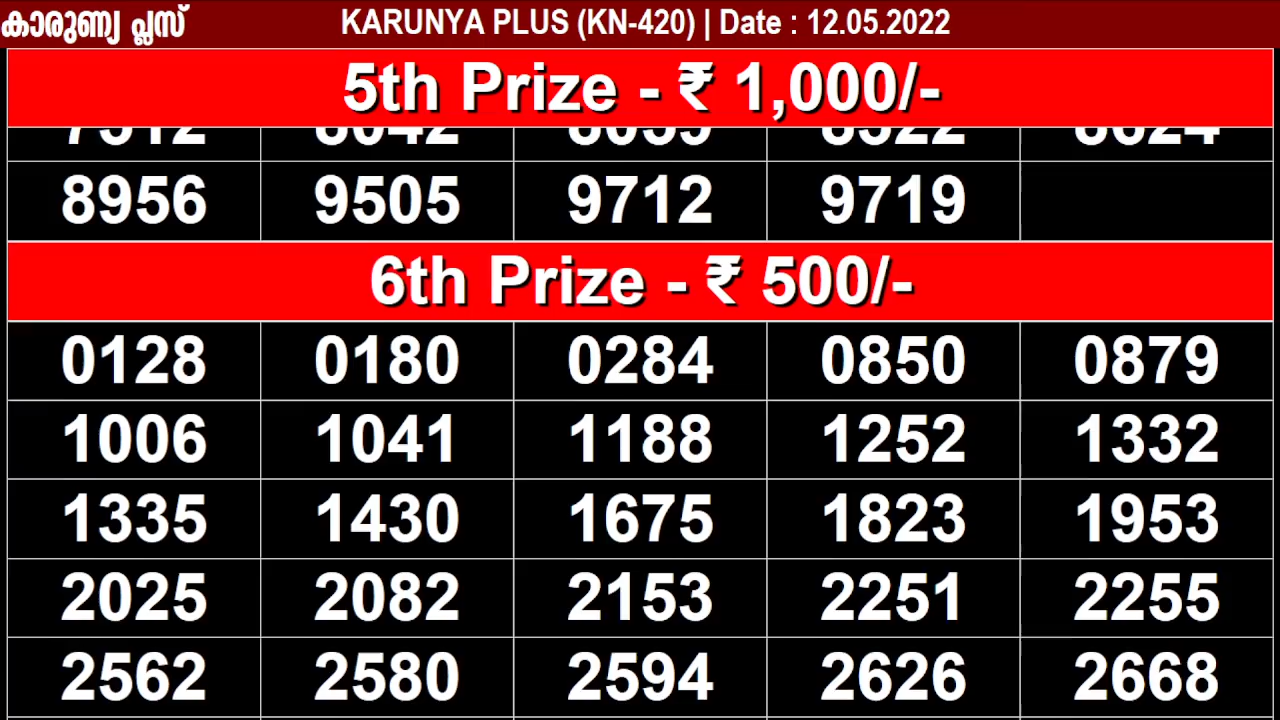 കാരുണ്യ പ്ലസ് KARUNYA PLUS (KN-420) | Date : 12.05.2022
5th Prize - ₹ 1,000/-
8956 9505 9712 9719
6th Prize - ₹ 500/-
0128 0180 0284 0850 0879
1006 1041 1188 1252 1332
1335 1430 1675 1823 1953
2025 2082 2153 2251 2255
2562 2580 2594 2626 2668